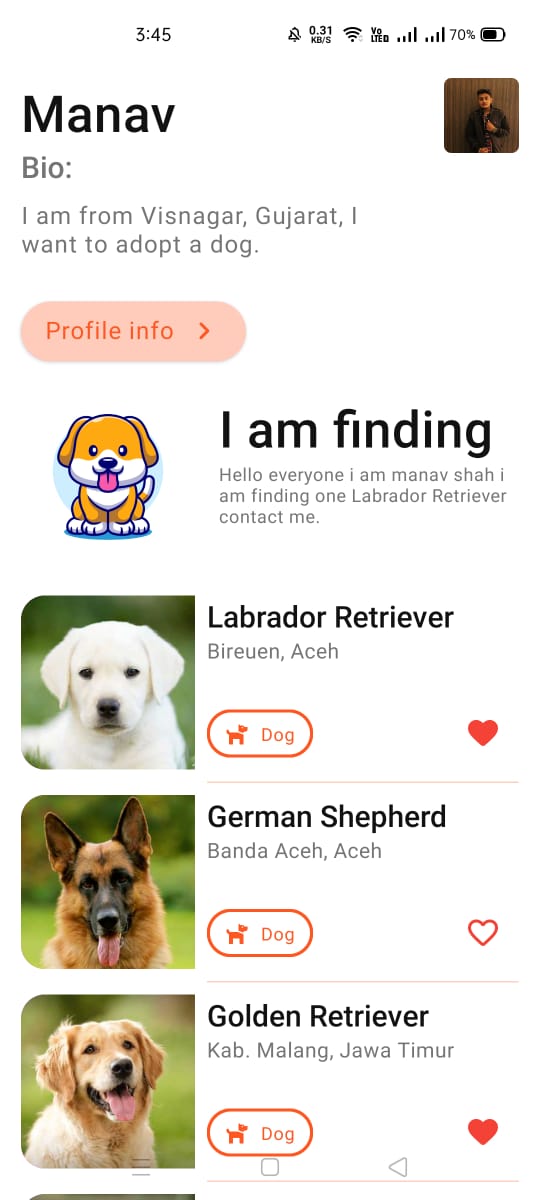 3:45
0.31
KB/S
Vo
LTE
70%
Manav
Bio:
I am from Visnagar, Gujarat, I
want to adopt a dog.
Profile info
I am finding
Hello everyone i am manav shah i
am finding one Labrador Retriever
contact me.
Labrador Retriever
Bireuen, Aceh
Dog
German Shepherd
Banda Aceh, Aceh
Dog
Golden Retriever
Kab. Malang, Jawa Timur
Dog